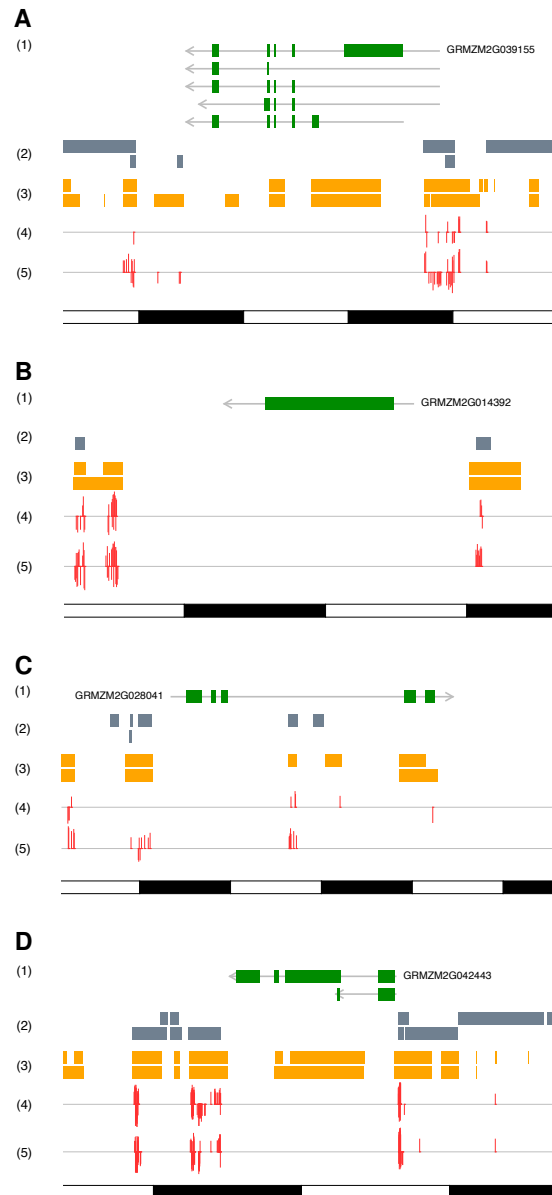 A
(1) GRMZM2G039155
(2)
(3)
(4)
(5)
B
(1) GRMZM2G014392
(2)
(3)
(4)
(5)
C
(1) GRMZM2G028041
(2)
(3)
(4)
(5)
D
(1) GRMZM2G042443
(2)
(3)
(4)
(5)